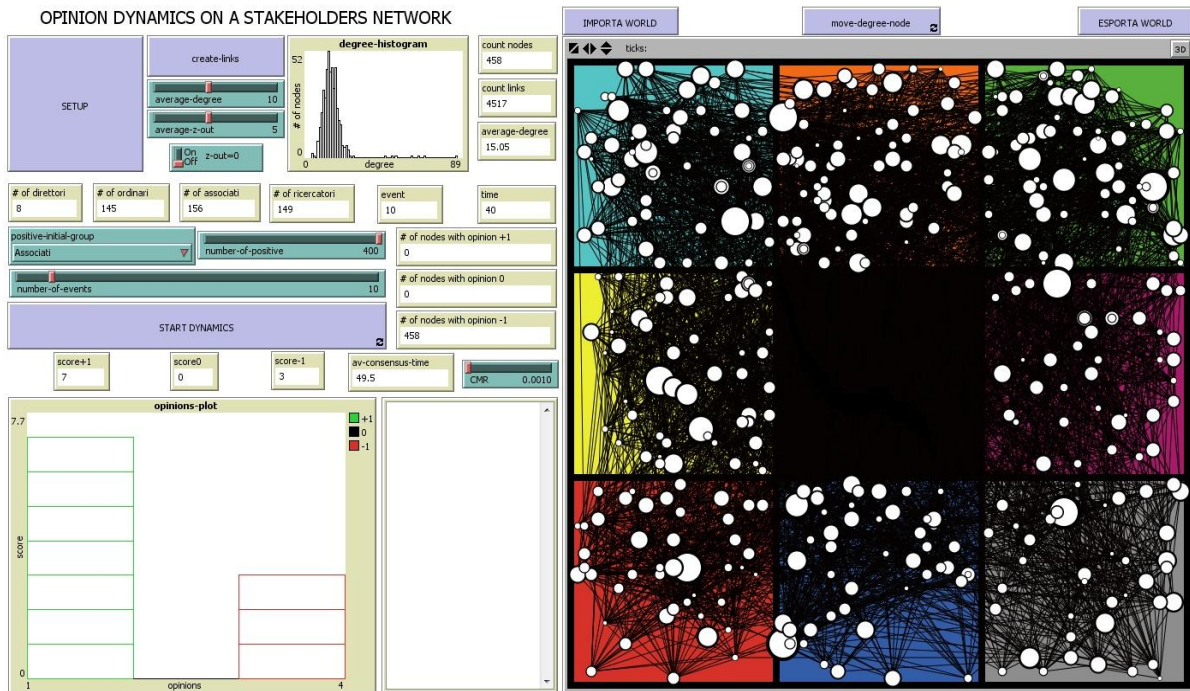 OPINION DYNAMICS ON A STAKEHOLDERS NETWORK
SETUP
create-links
average-degree 10
average-z-out 5
On
Off
z-out=0
degree-histogram
52
# of nodes
0
0
degree
89
count nodes
458
count links
4517
average-degree
15.05
# of direttori
8
# of ordinari
145
# of associati
156
# of ricercatori
149
event
10
time
40
positive-initial-group
Associati
number-of-positive 400
# of nodes with opinion +1
0
number-of-events 10
# of nodes with opinion 0
0
START DYNAMICS
# of nodes with opinion -1
458
score+1
7
score0
0
score-1
3
av-consensus-time
49.5
CMR 0.0010
opinions-plot
7.7
score
0
1
opinions
4
+1
0
-1
IMPORTA WORLD
move-degree-node
ESPORTA WORLD
ticks:
3D